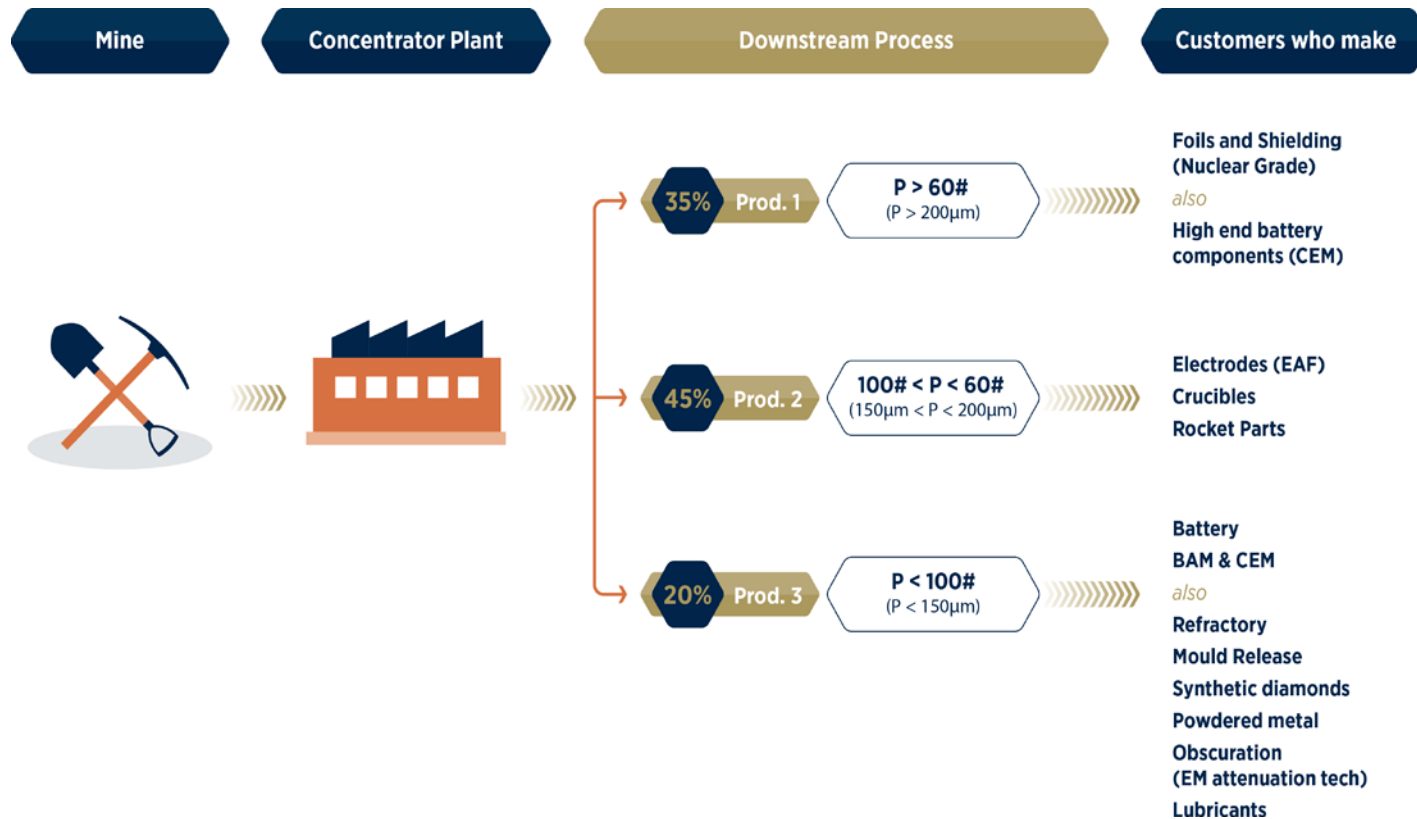 Mine
Concentrator Plant
Downstream Process
Customers who make
35%
Prod. 1
P > 60#
(P > 200μm)
Foils and Shielding
(Nuclear Grade)
also
High end battery
components (CEM)
45%
Prod. 2
100# < P < 60#
(150μm < P < 200μm)
Electrodes (EAF)
Crucibles
Rocket Parts
20%
Prod. 3
P < 100#
(P < 150μm)
Battery
BAM & CEM
also
Refractory
Mould Release
Synthetic diamonds
Powdered metal
Obscuration
(EM attenuation tech)
Lubricants